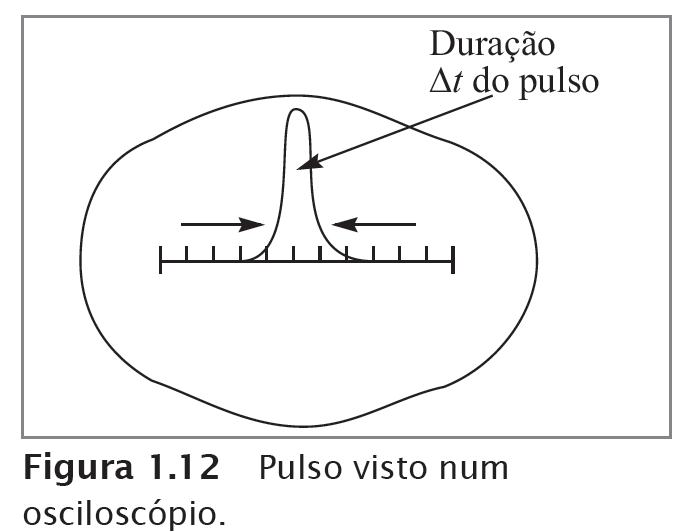 Duração
Δt do pulso
Figura 1.12 Pulso visto num
osciloscópio.